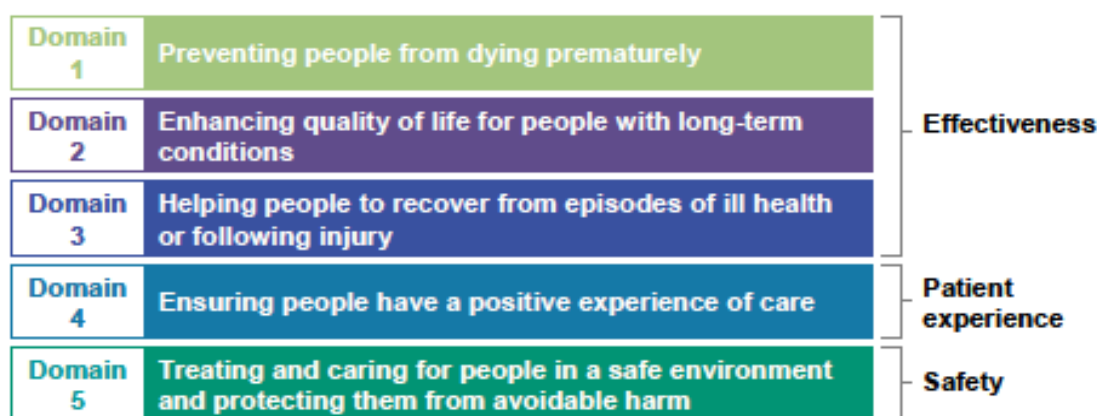 Domain
1
Preventing people from dying prematurely
Domain
2
Enhancing quality of life for people with long-term
conditions
Domain
3
Helping people to recover from episodes of ill health
or following injury
Effectiveness
Domain
4
Ensuring people have a positive experience of care
Patient
experience
Domain
5
Treating and caring for people in a safe environment
and protecting them from avoidable harm
Safety